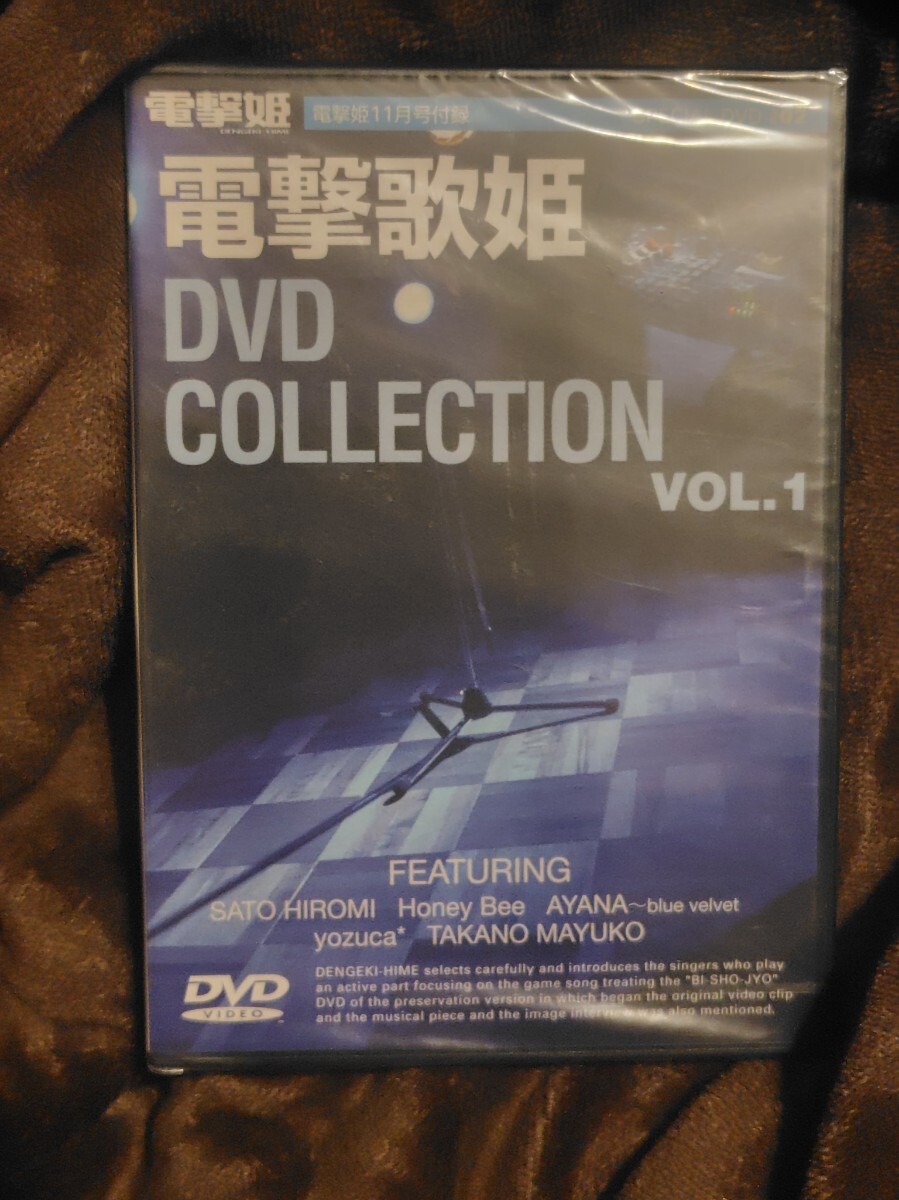 電撃姫
DENGEKI-HIME
電撃姫11月号付録
電撃歌姫
DVD
COLLECTION
VOL.1
FEATURING
SATO HIROMI Honey Bee AYANA~blue velvet
yozuca* TAKANO MAYUKO
DVD
VIDEO
DENGEKI-HIME selects carefully and introduces the singers who play
an active part focusing on the game song treating the "BI-SHO-JYO"
DVD of the preservation version in which began the original video clip
and the musical piece and the image interview was also mentioned.